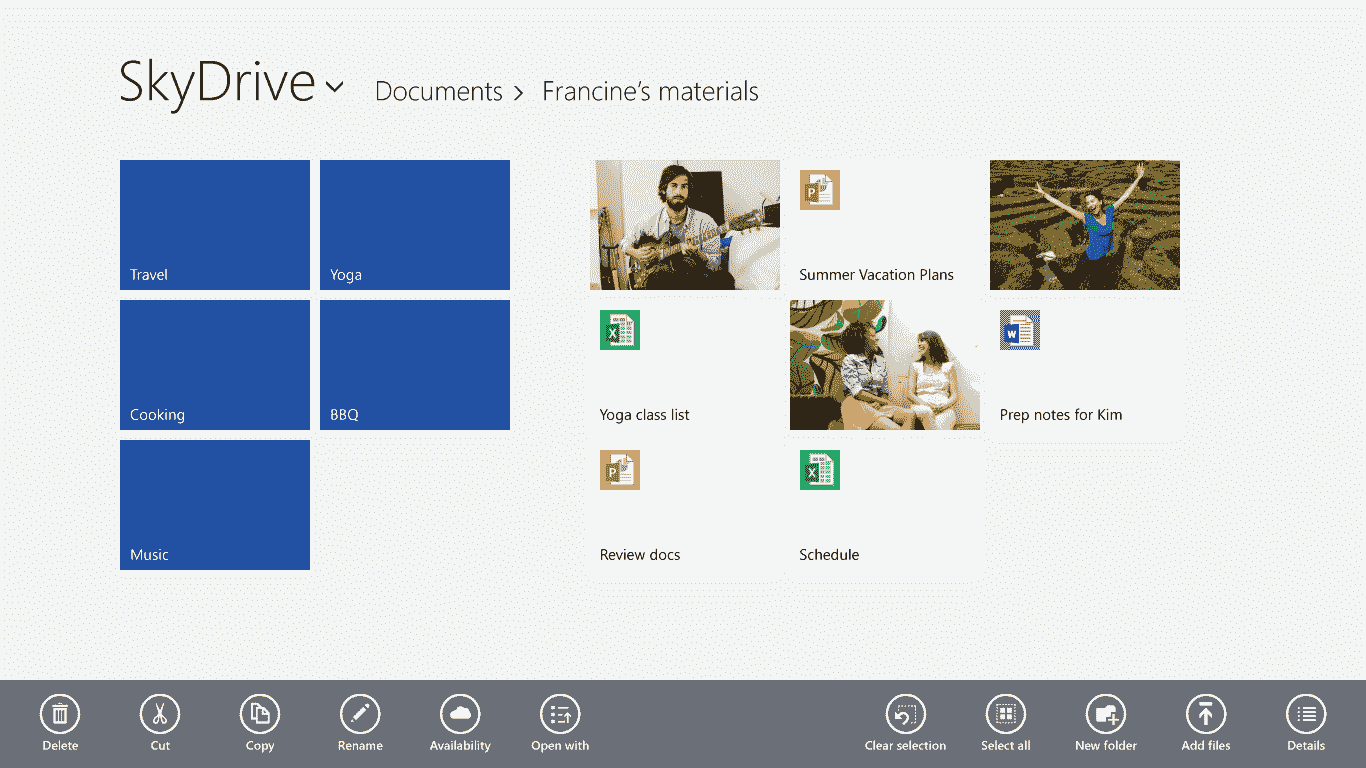 SkyDrive
Documents > Francine's materials
Travel
Yoga
Summer Vacation Plans
Cooking
BBQ
Yoga class list
Prep notes for Kim
Music
Review docs
Schedule
Delete
Cut
Copy
Rename
Availability
Open with
Clear selection
Select all
New folder
Add files
Details